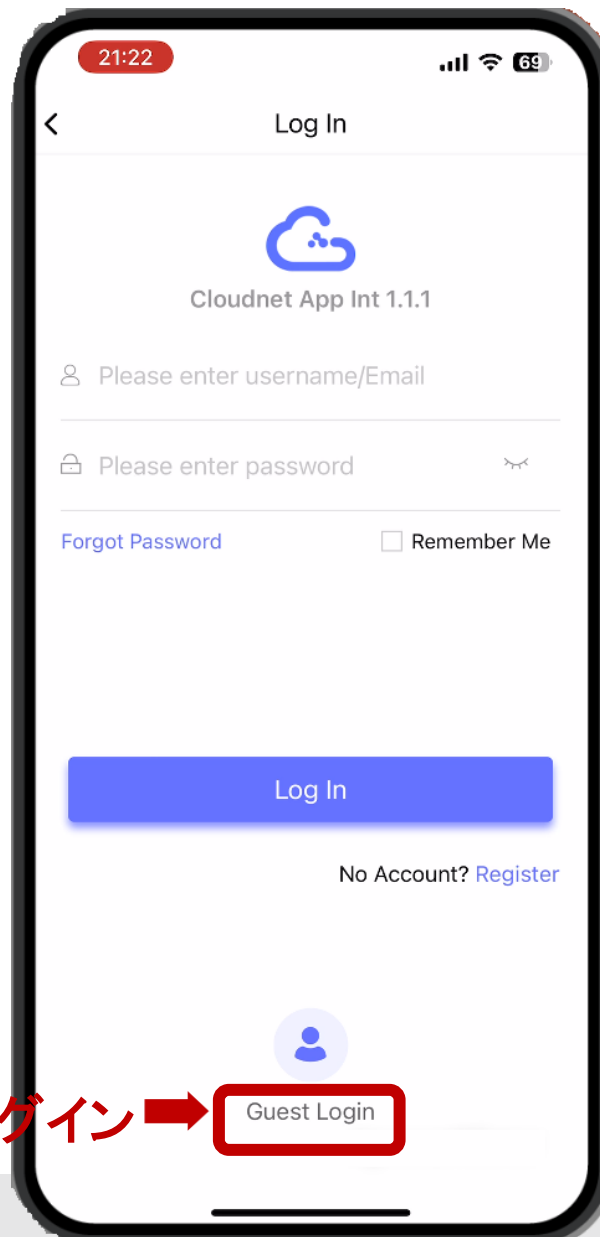 21:22
69
Log In
Cloudnet App Int 1.1.1
Please enter username/Email
Please enter password
Forgot Password
Remember Me
Log In
No Account? Register
グイン
Guest Login